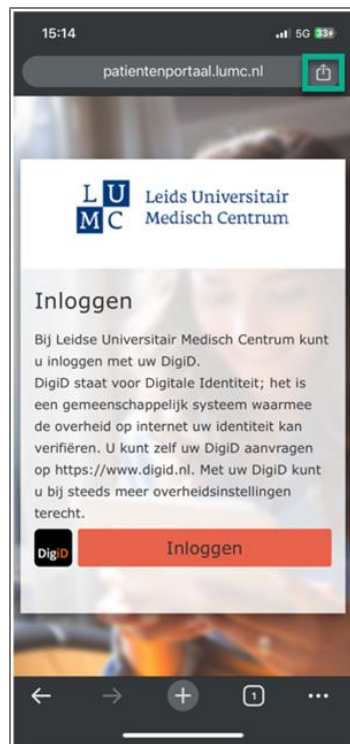 15:14
5G 33
patientenportaal.lumc.nl
L U Leids Universitair
M C Medisch Centrum
Inloggen
Bij Leidse Universitair Medisch Centrum kunt
u inloggen met uw DigiD.
DigiD staat voor Digitale Identiteit; het is
een gemeenschappelijk systeem waarmee
de overheid op internet uw identiteit kan
verifiëren. U kunt zelf uw DigiD aanvragen
op https://www.digid.nl. Met uw DigiD kunt
u bij steeds meer overheidsinstellingen
terecht.
DigiD Inloggen
1